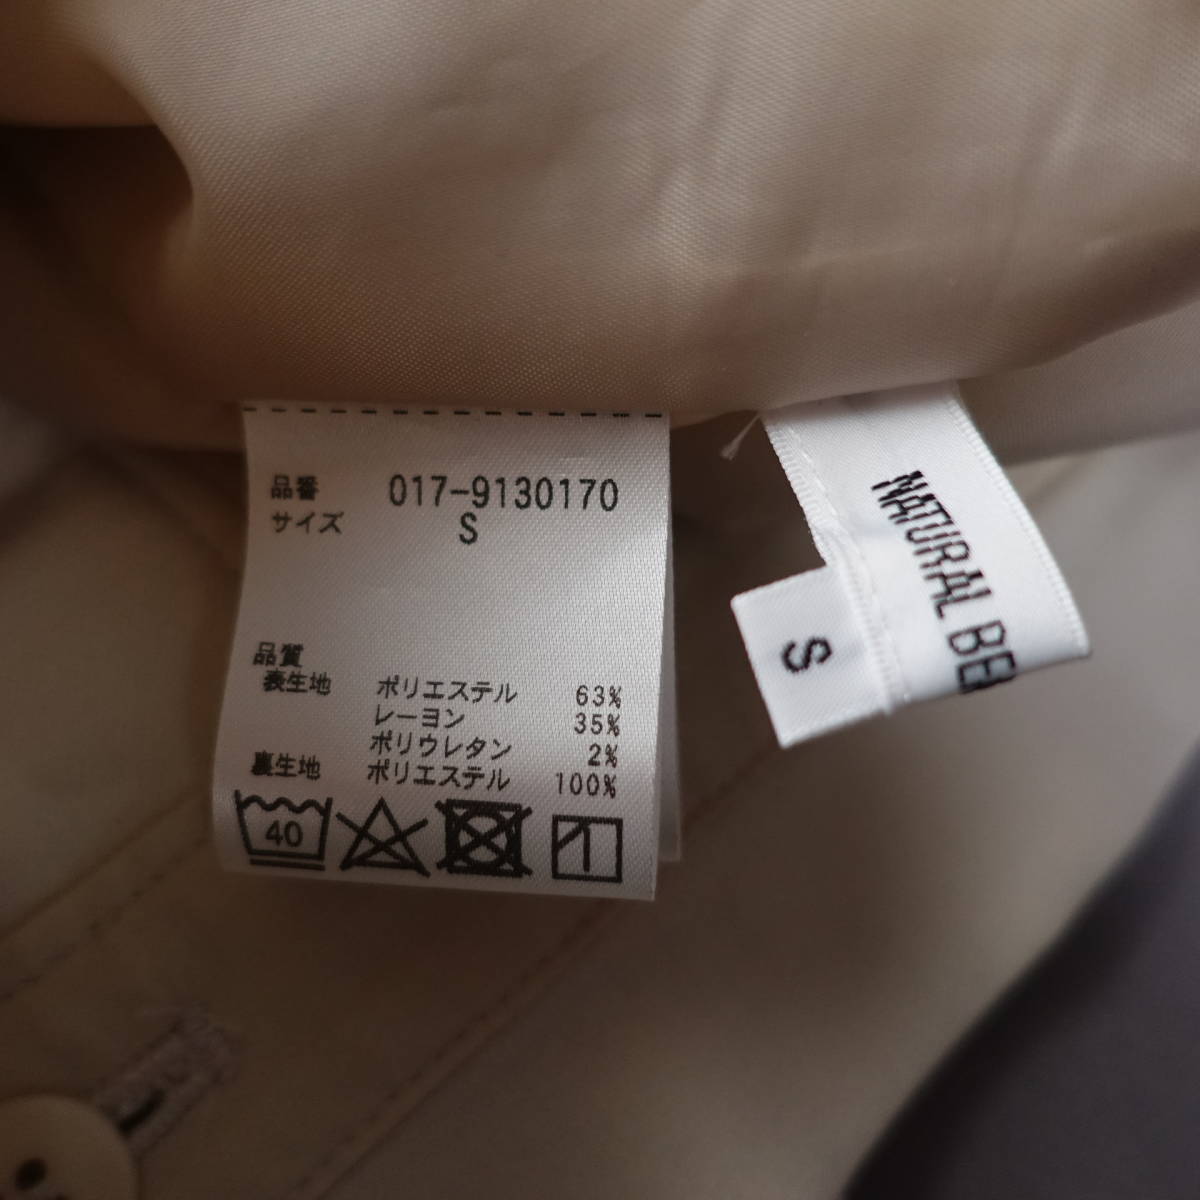 品番 017-9130170
サイズ S
品質
表生地 ポリエステル 63%
レーヨン 35%
ポリウレタン 2%
裏生地 ポリエステル 100%
40
NATURAL
S